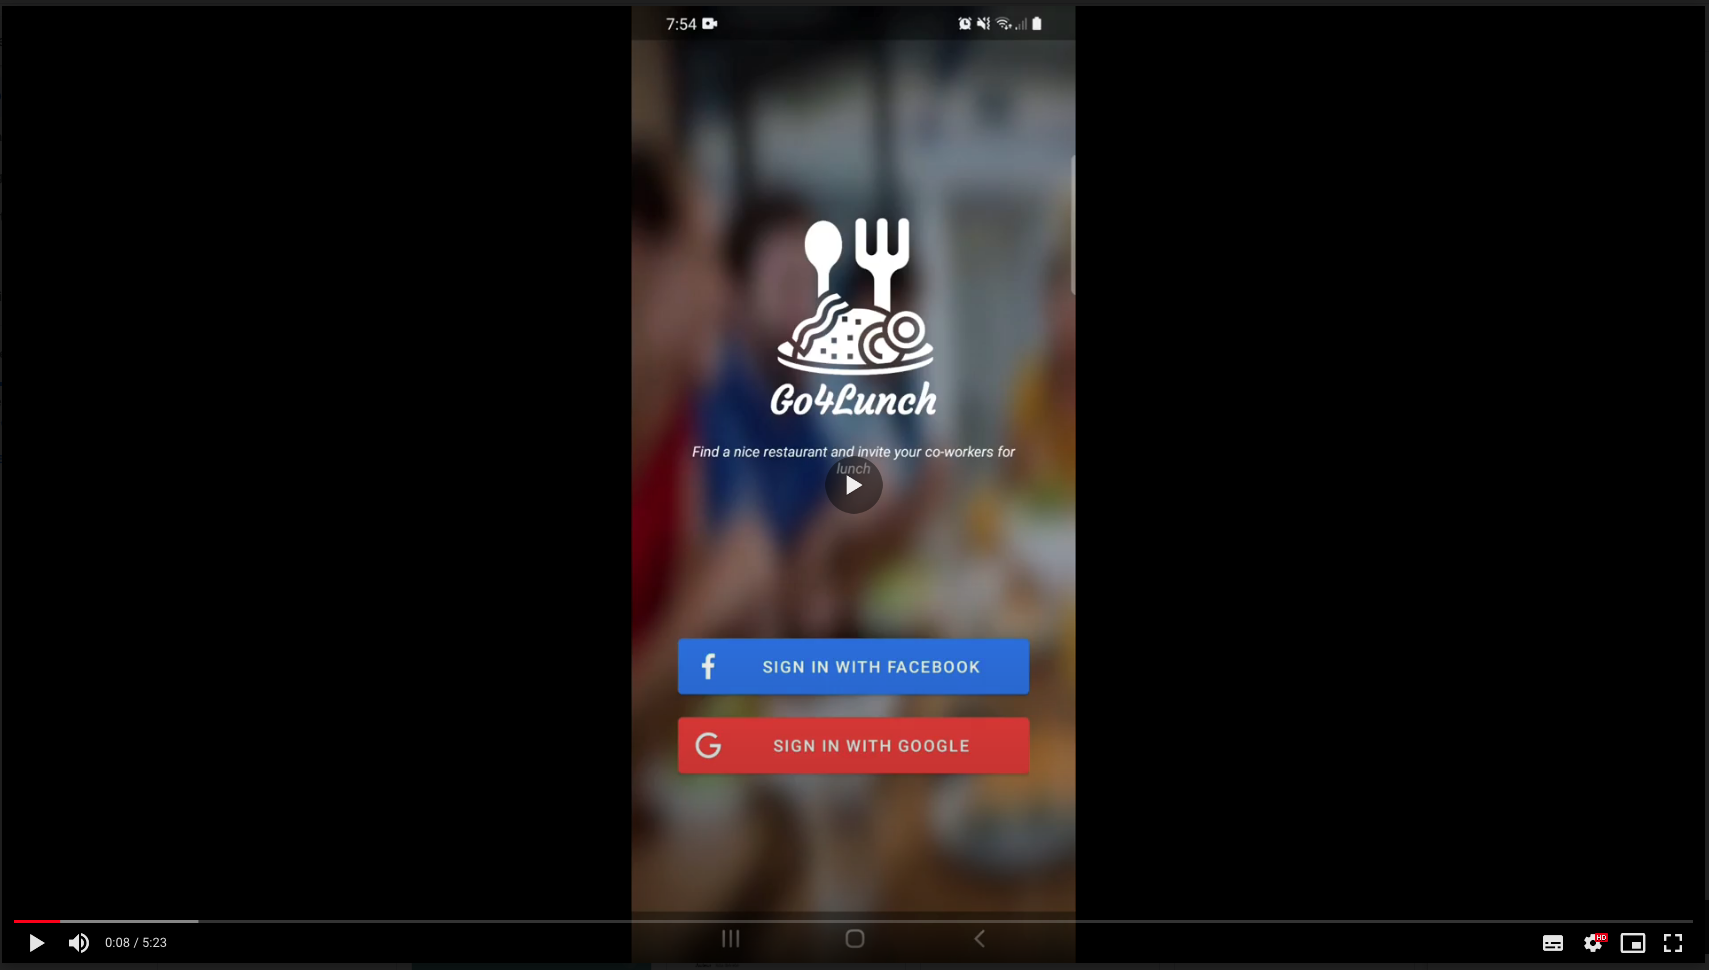 7:54
Go4Lunch
Find a nice restaurant and invite your co-workers for
lunch
SIGN IN WITH FACEBOOK
SIGN IN WITH GOOGLE
0:08 / 5:23
HD